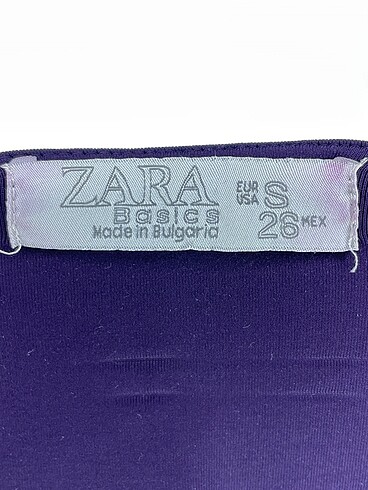 ZARA
Basics
Made in Bulgaria
EUR S
USA
26 MEX